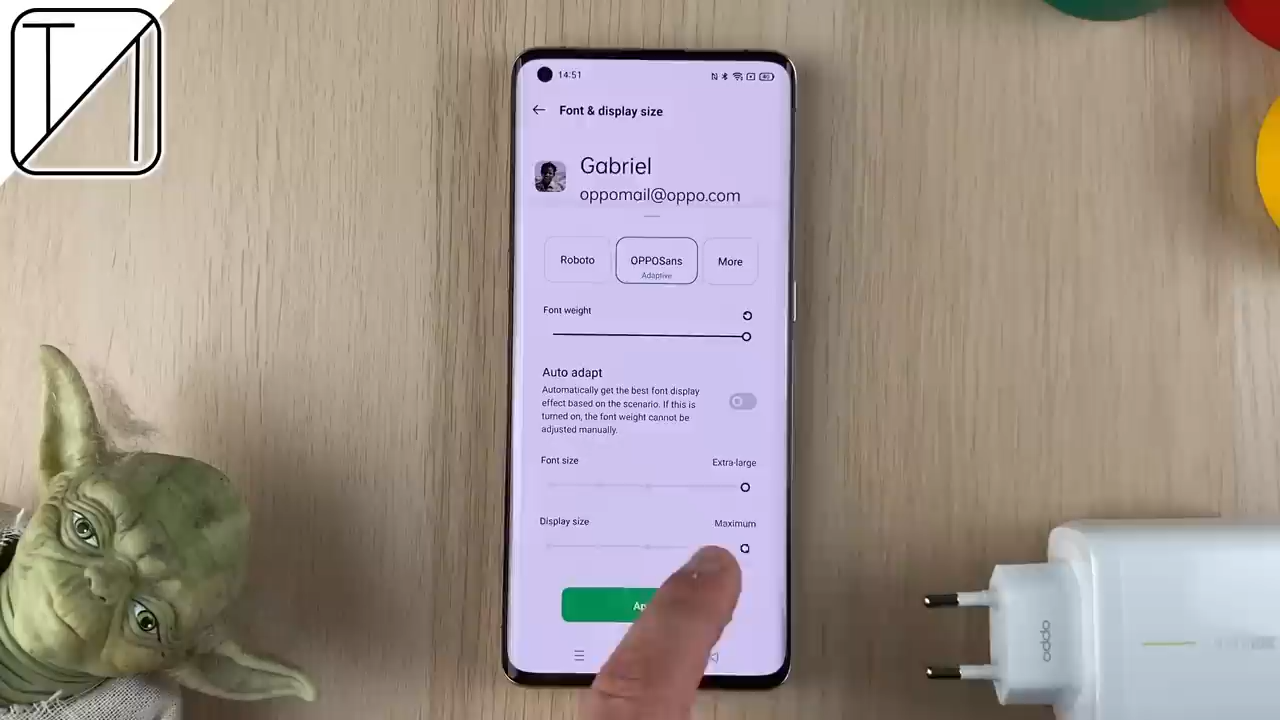 14:51
Font & display size
Gabriel
oppomail@oppo.com
Roboto
OPPOSans
Adaptive
More
Font weight
Auto adapt
Automatically get the best font display
effect based on the scenario. If this is
turned on, the font weight cannot be
adjusted manually.
Font size
Extra-large
Display size
Maximum
oppo